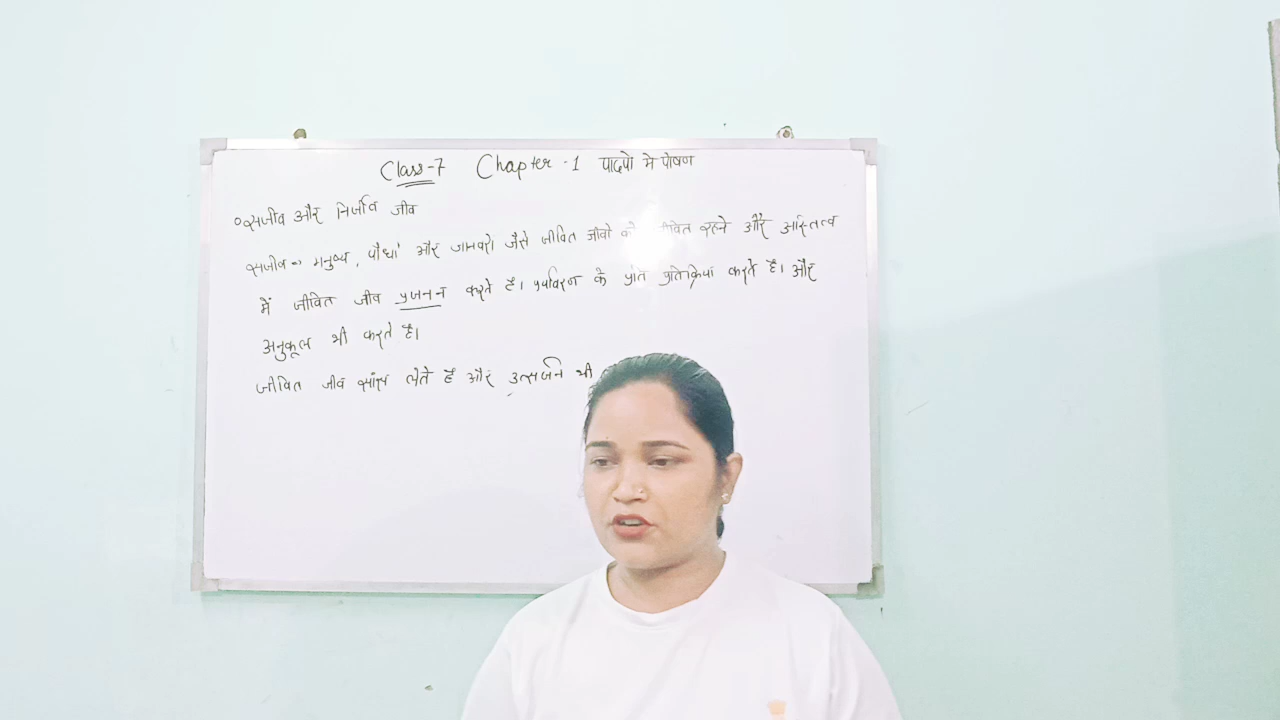 Class-7 Chapter-1 पादपो मे पोषण
सजीव और निर्जीव जीव
सजीव मनुष्य, पौधों और जानवरो जैसे जीवित जीवो को जीवित रहने और अस्तित्व
में जीवित जीव प्रजनन करते है। पर्यावरण के प्रति प्रतिक्रिया करते है। और
अनुकूल भी करते है।
जीवित जीव सांस लेते है और उत्सर्जन भी